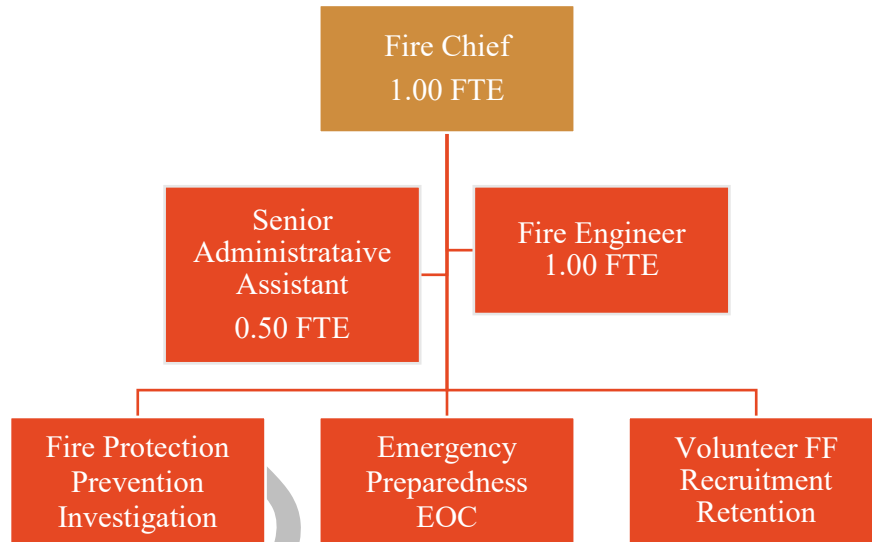 Fire Chief
1.00 FTE
Senior
Administrataive
Assistant
0.50 FTE
Fire Engineer
1.00 FTE
Fire Protection
Prevention
Investigation
Emergency
Preparedness
EOC
Volunteer FF
Recruitment
Retention